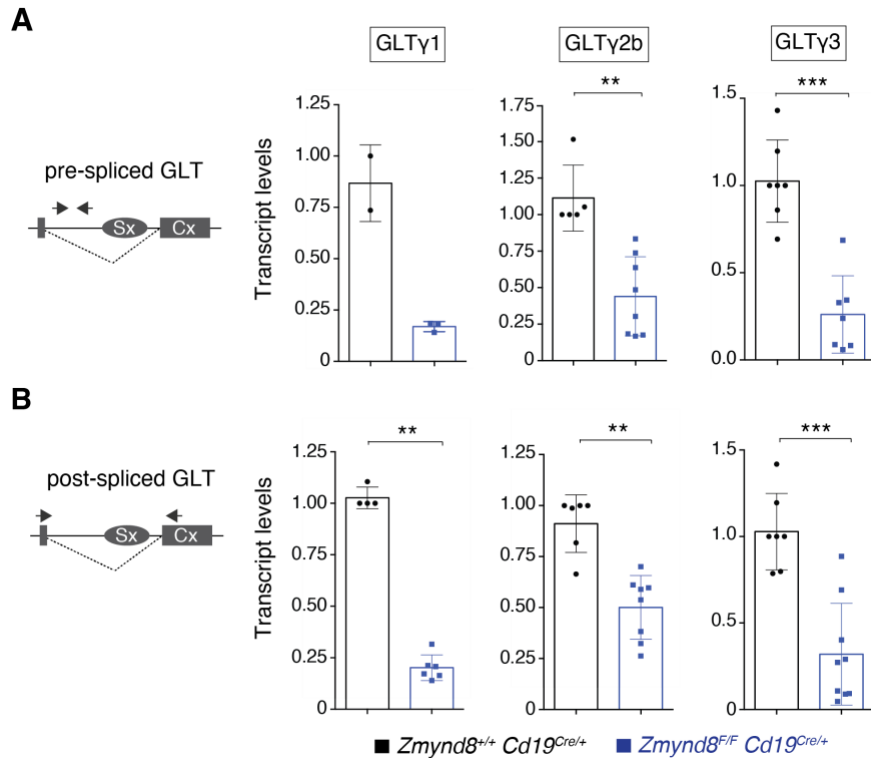 A
GLTγ1
GLTγ2b
GLTγ3
pre-spliced GLT
Sx
Cx
Transcript levels
1.25
1.00
0.75
0.50
0.25
0
**
1.75
1.50
1.25
1.00
0.75
0.50
0.25
0
***
1.5
1.0
0.5
0.0
B
post-spliced GLT
Sx
Cx
Transcript levels
**
1.25
1.00
0.75
0.50
0.25
0
**
1.25
1.00
0.75
0.50
0.25
0
***
1.5
1.0
0.5
0
Zmynd8+/+ Cd19Cre/+
Zmynd8F/F Cd19Cre/+